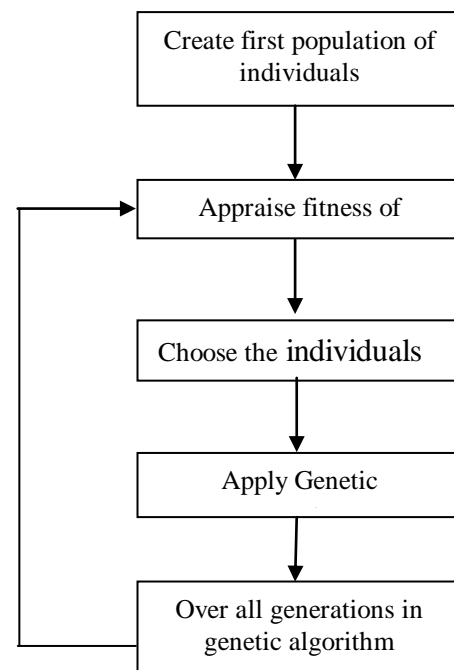 Create first population of
individuals
Appraise fitness of
Choose the individuals
Apply Genetic
Over all generations in
genetic algorithm